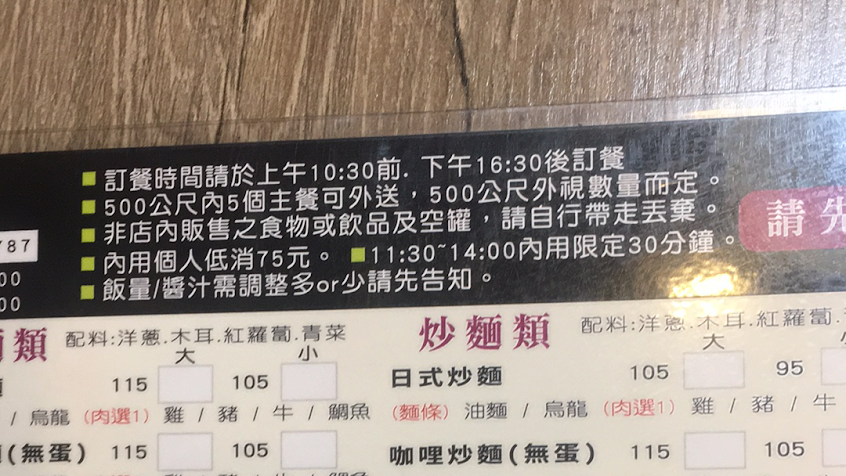 訂餐時間請於上午10:30前. 下午16:30後訂餐
500公尺內5個主餐可外送，500公尺外視數量而定。
非店內販售之食物或飲品及空罐，請自行帶走丟棄。
內用個人低消75元。 11:30~14:00內用限定30分鐘。
飯量/醬汁需調整多or少請先告知。
787
00
00
請先
類 配料:洋蔥.木耳.紅蘿蔔.青菜
大 小
115 105
/ 烏龍 (肉選1) 雞 / 豬 / 牛 / 鯛魚
(無蛋) 115 105
炒麵類 配料:洋蔥.木耳.紅蘿蔔.
大
日式炒麵 105 95
(麵條) 油麵 / 烏龍 (肉選1) 雞 / 豬 / 牛
咖哩炒麵(無蛋) 115 105